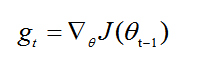 g_t = ∇_θ J(θ_{t−1})